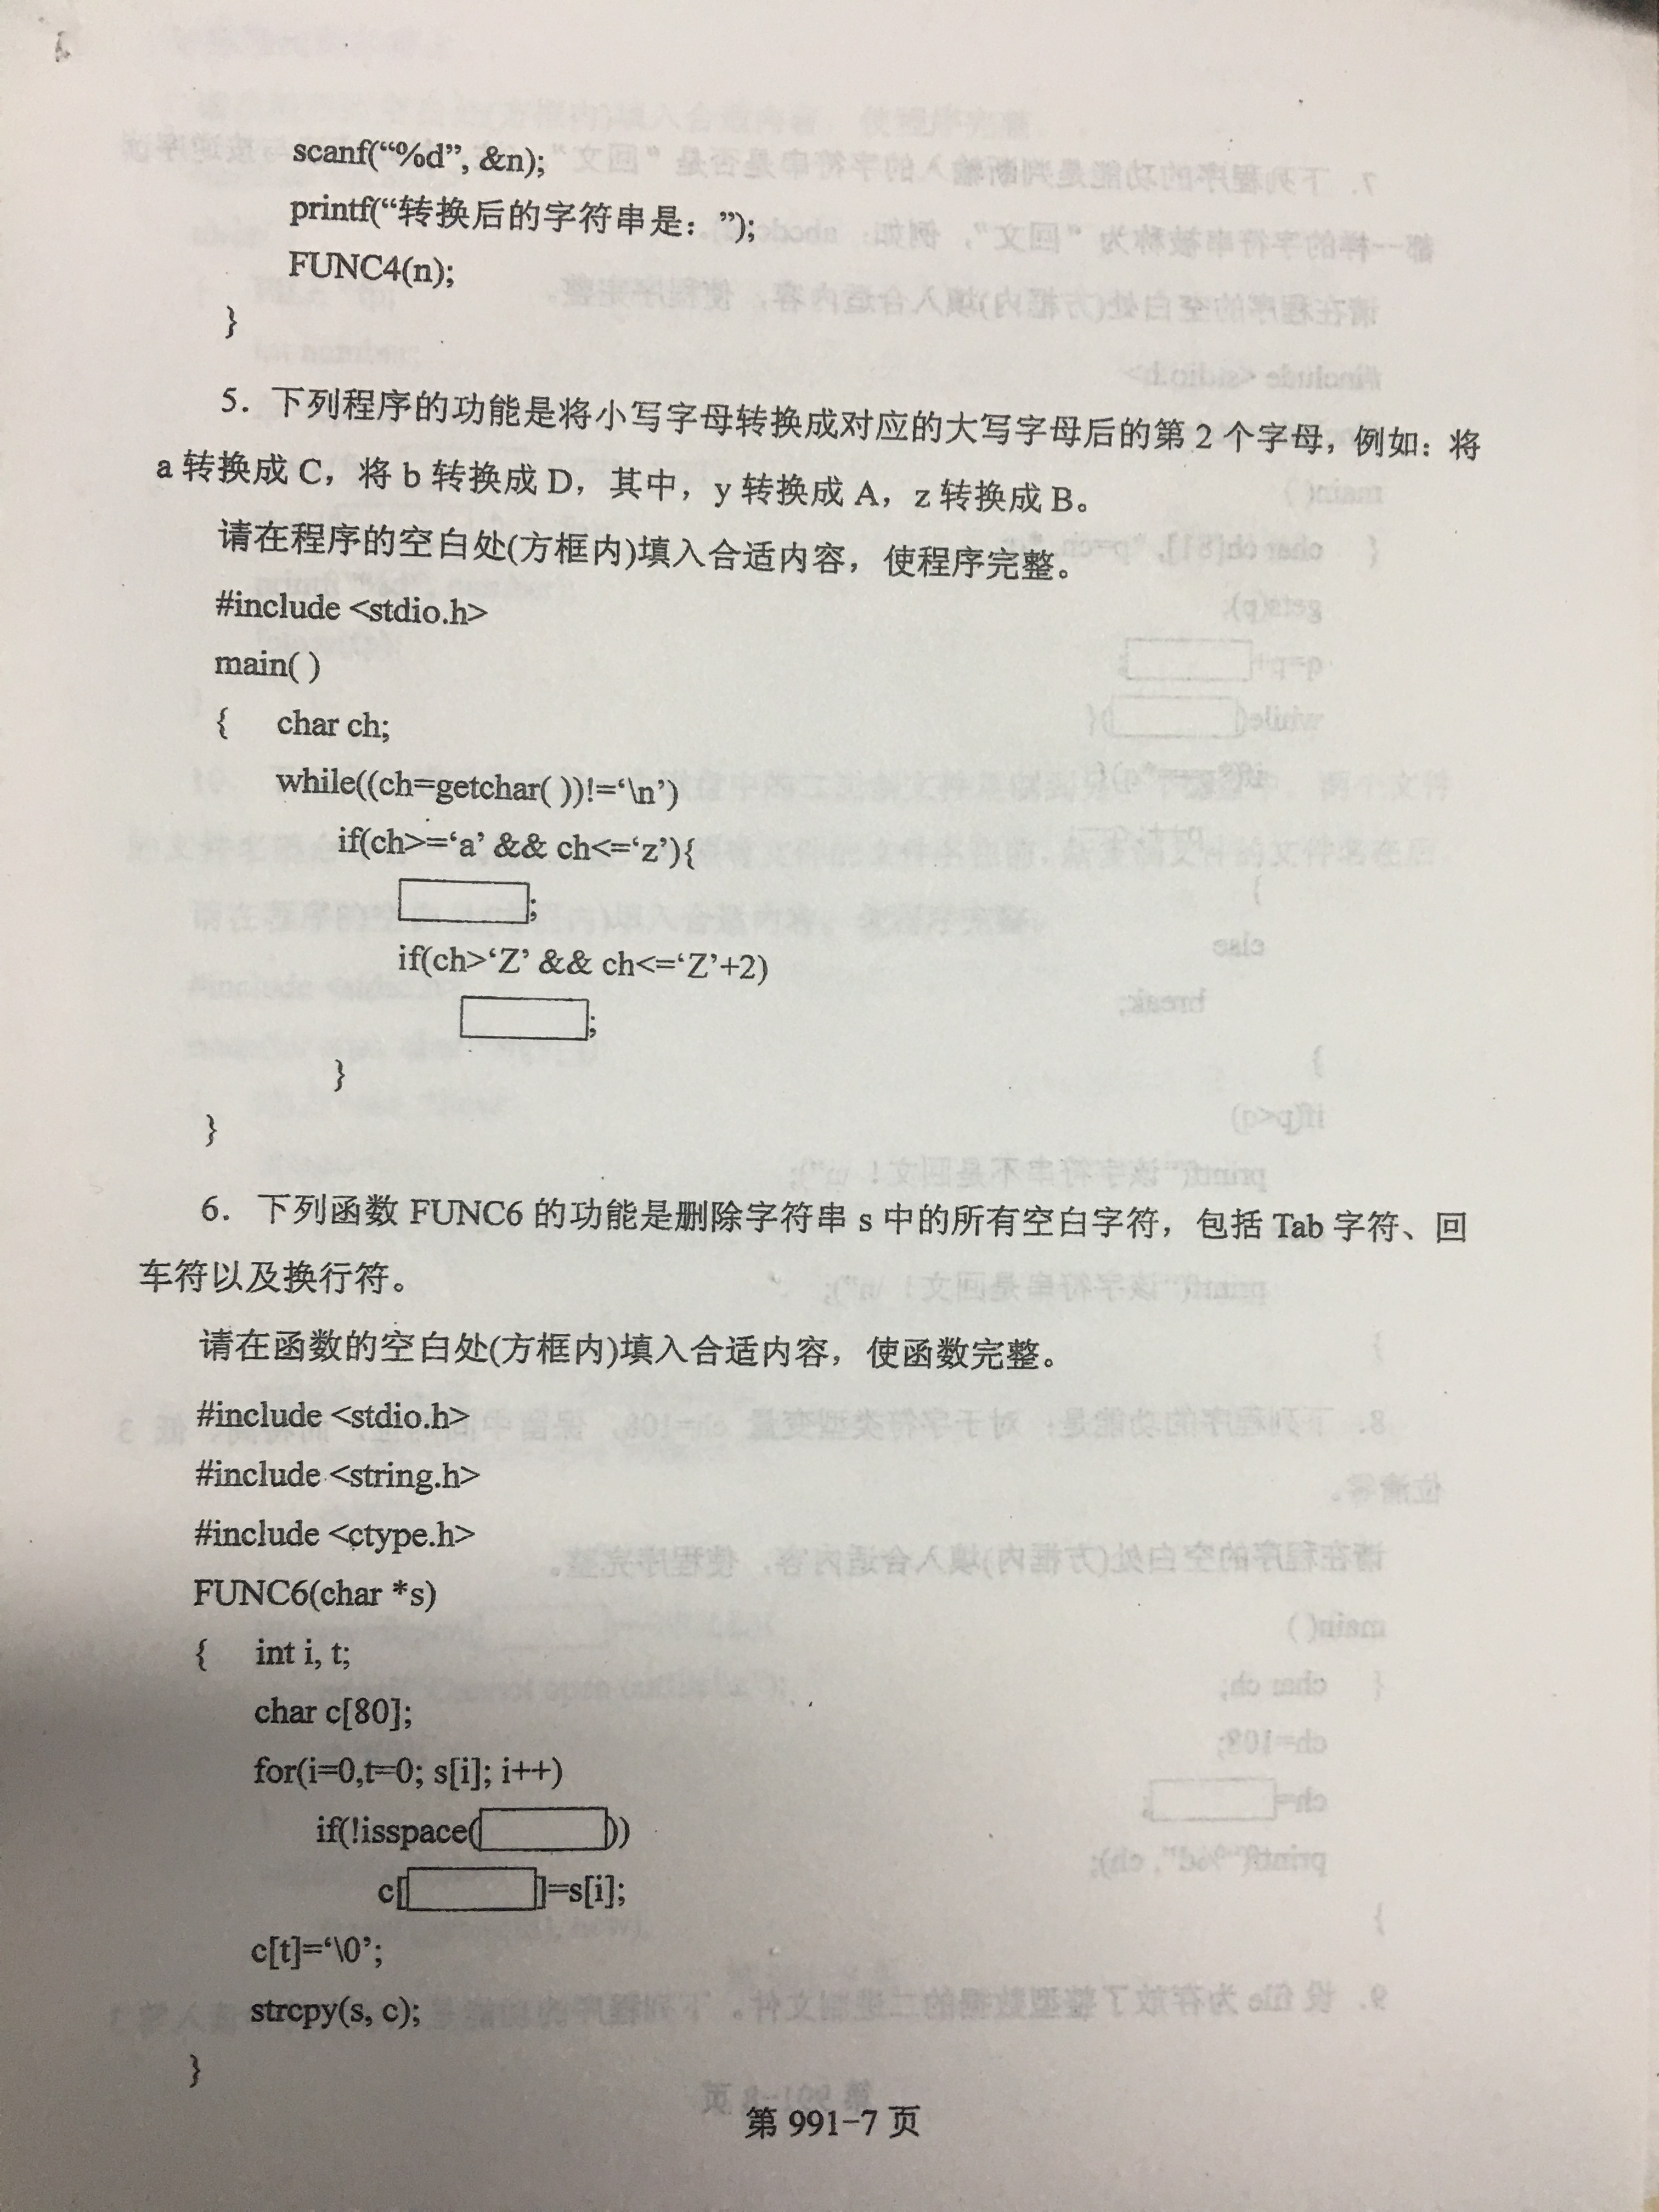 scanf(“%d”, &n);
printf(“转换后的字符串是：”);
FUNC4(n);
}
5．下列程序的功能是将小写字母转换成对应的大写字母后的第 2 个字母，例如：将
a 转换成 C，将 b 转换成 D，其中，y 转换成 A，z 转换成 B。
请在程序的空白处(方框内)填入合适内容，使程序完整。
#include <stdio.h>
main( )
{ char ch;
while((ch=getchar( ))!=‘\n’)
if(ch>=‘a’ && ch<=‘z’){
;
if(ch>‘Z’ && ch<=‘Z’+2)
;
}
}
6．下列函数 FUNC6 的功能是删除字符串 s 中的所有空白字符，包括 Tab 字符、回
车符以及换行符。
请在函数的空白处(方框内)填入合适内容，使函数完整。
#include <stdio.h>
#include <string.h>
#include <ctype.h>
FUNC6(char *s)
{ int i, t;
char c[80];
for(i=0,t=0; s[i]; i++)
if(!isspace( ))
c[ ]=s[i];
c[t]=‘\0’;
strcpy(s, c);
}
第 991-7 页